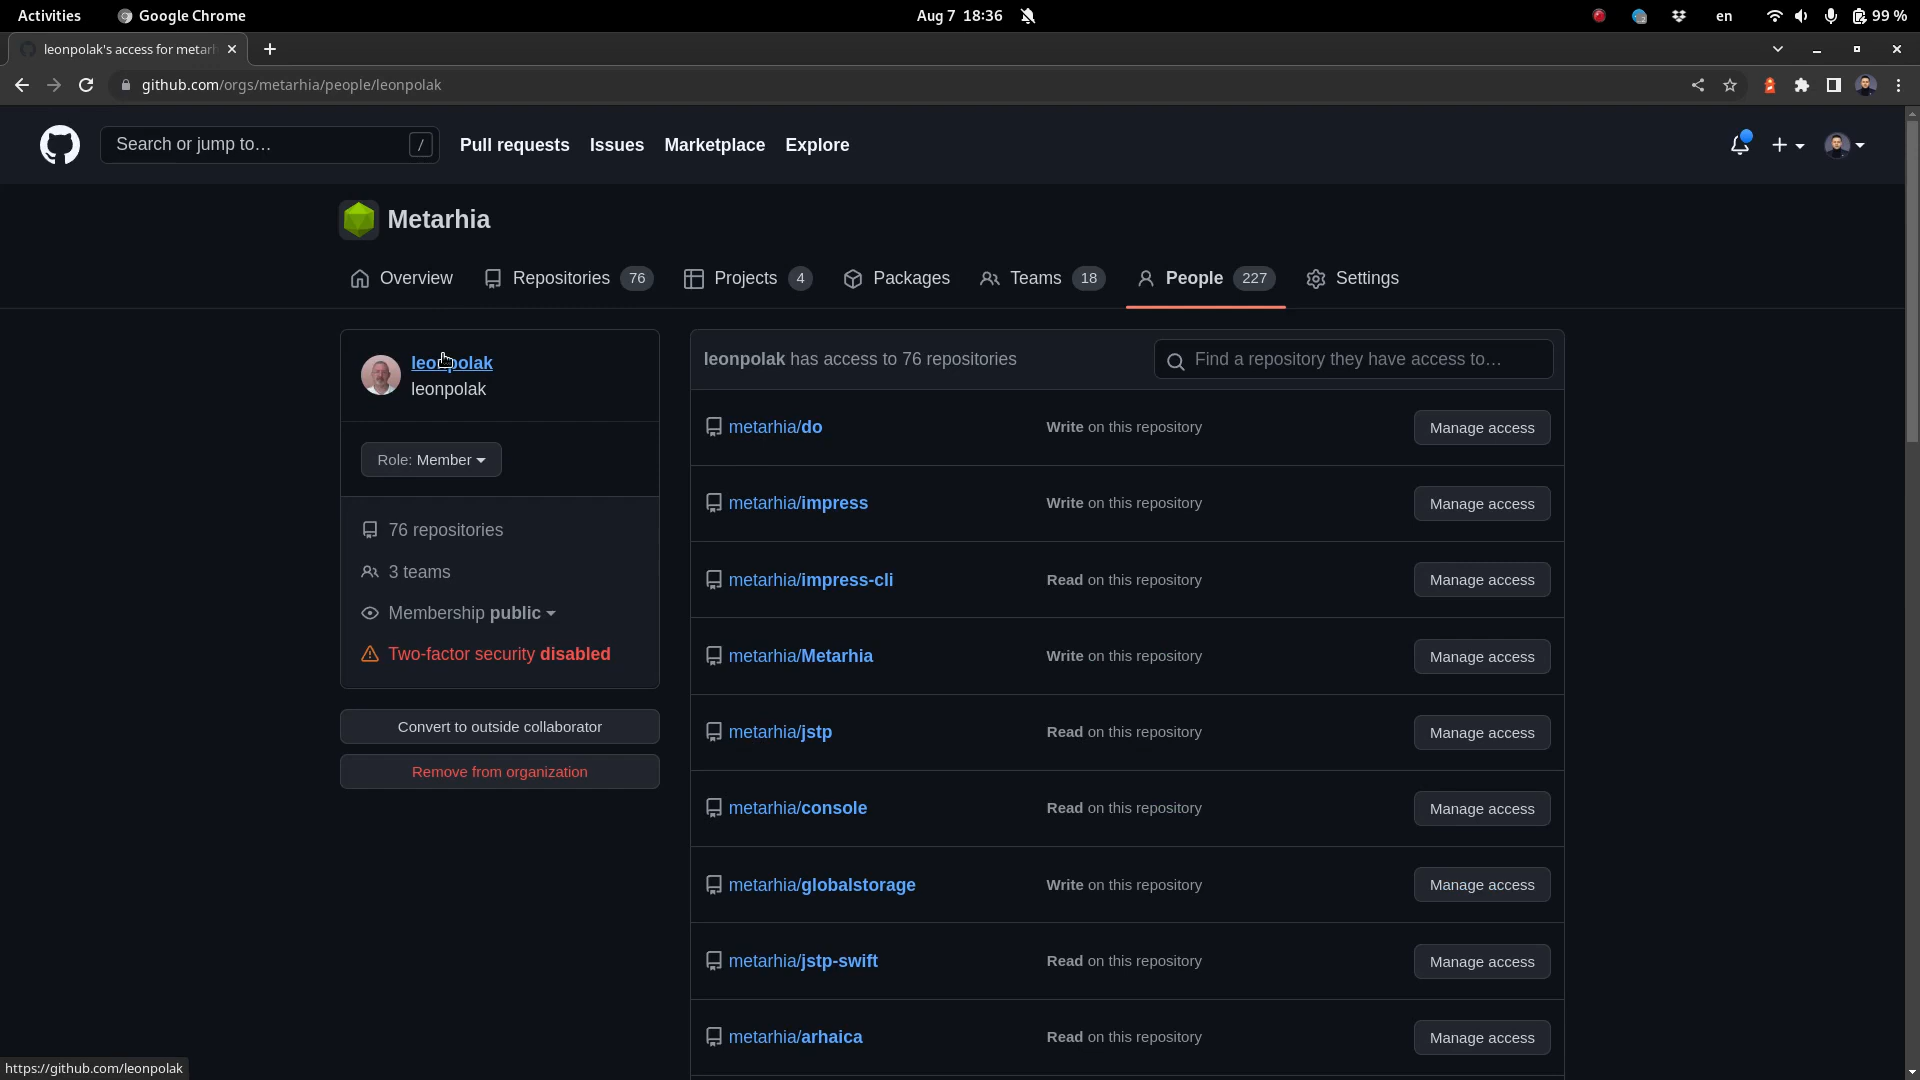 Activities
Google Chrome
Aug 7 18:36
en
99 %
leonpolak's access for metarh
github.com/orgs/metarhia/people/leonpolak
Search or jump to…
/
Pull requests
Issues
Marketplace
Explore
Metarhia
Overview
Repositories 76
Projects 4
Packages
Teams 18
People 227
Settings
leonpolak
leonpolak
Role: Member
76 repositories
3 teams
Membership public
Two-factor security disabled
Convert to outside collaborator
Remove from organization
leonpolak has access to 76 repositories
Find a repository they have access to…
metarhia/do Write on this repository Manage access
metarhia/impress Write on this repository Manage access
metarhia/impress-cli Read on this repository Manage access
metarhia/Metarhia Write on this repository Manage access
metarhia/jstp Read on this repository Manage access
metarhia/console Read on this repository Manage access
metarhia/globalstorage Write on this repository Manage access
metarhia/jstp-swift Read on this repository Manage access
metarhia/arhaica Read on this repository Manage access
https://github.com/leonpolak